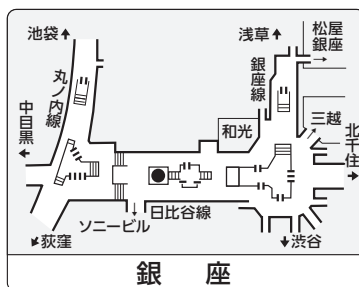 池袋
浅草
松屋
銀座
丸ノ内線
銀座線
和光
三越
中目黒
北千住
日比谷線
ソニービル
荻窪
渋谷
銀 座